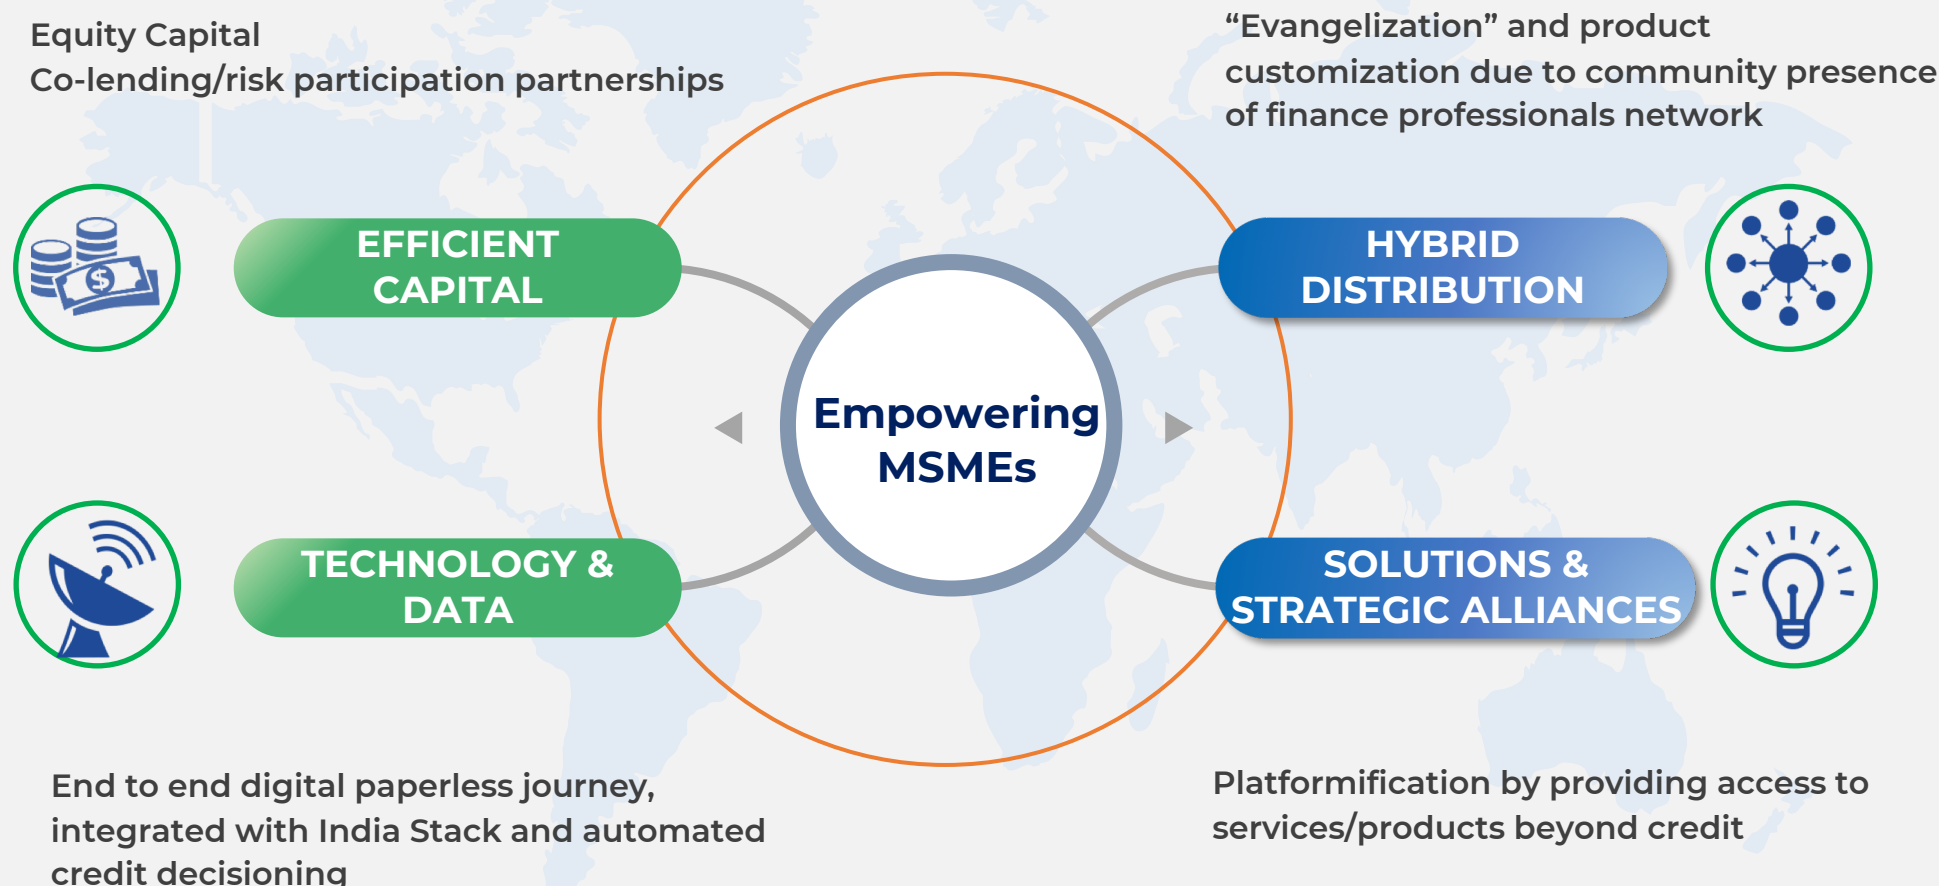 Equity Capital
Co-lending/risk participation partnerships
“Evangelization” and product
customization due to community presence
of finance professionals network
EFFICIENT
CAPITAL
HYBRID
DISTRIBUTION
$
Empowering
MSMEs
TECHNOLOGY &
DATA
SOLUTIONS &
STRATEGIC ALLIANCES
End to end digital paperless journey,
integrated with India Stack and automated
credit decisioning
Platformification by providing access to
services/products beyond credit